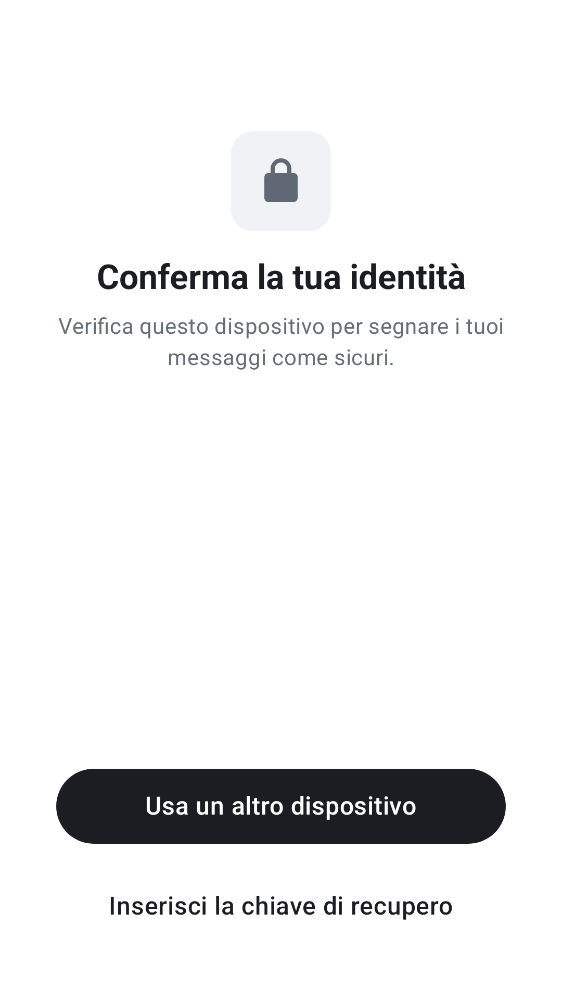 Conferma la tua identità
Verifica questo dispositivo per segnare i tuoi
messaggi come sicuri.
Usa un altro dispositivo
Inserisci la chiave di recupero